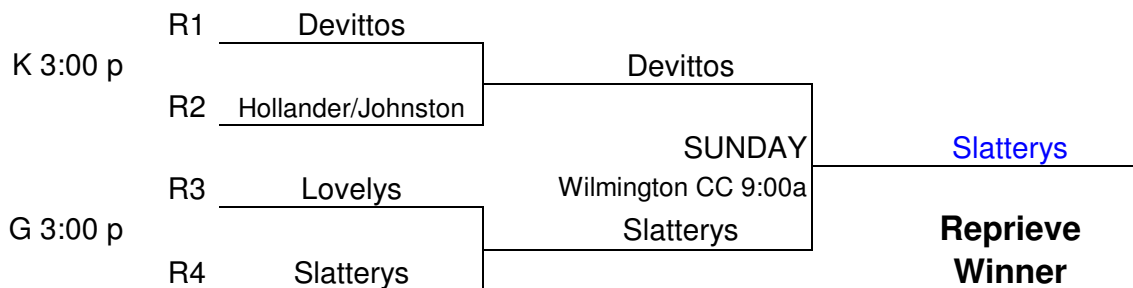 R1 Devittos
K 3:00 p Devittos
R2 Hollander/Johnston
SUNDAY Slatterys
R3 Lovelys Wilmington CC 9:00a
G 3:00 p Slatterys Reprieve
R4 Slatterys Winner